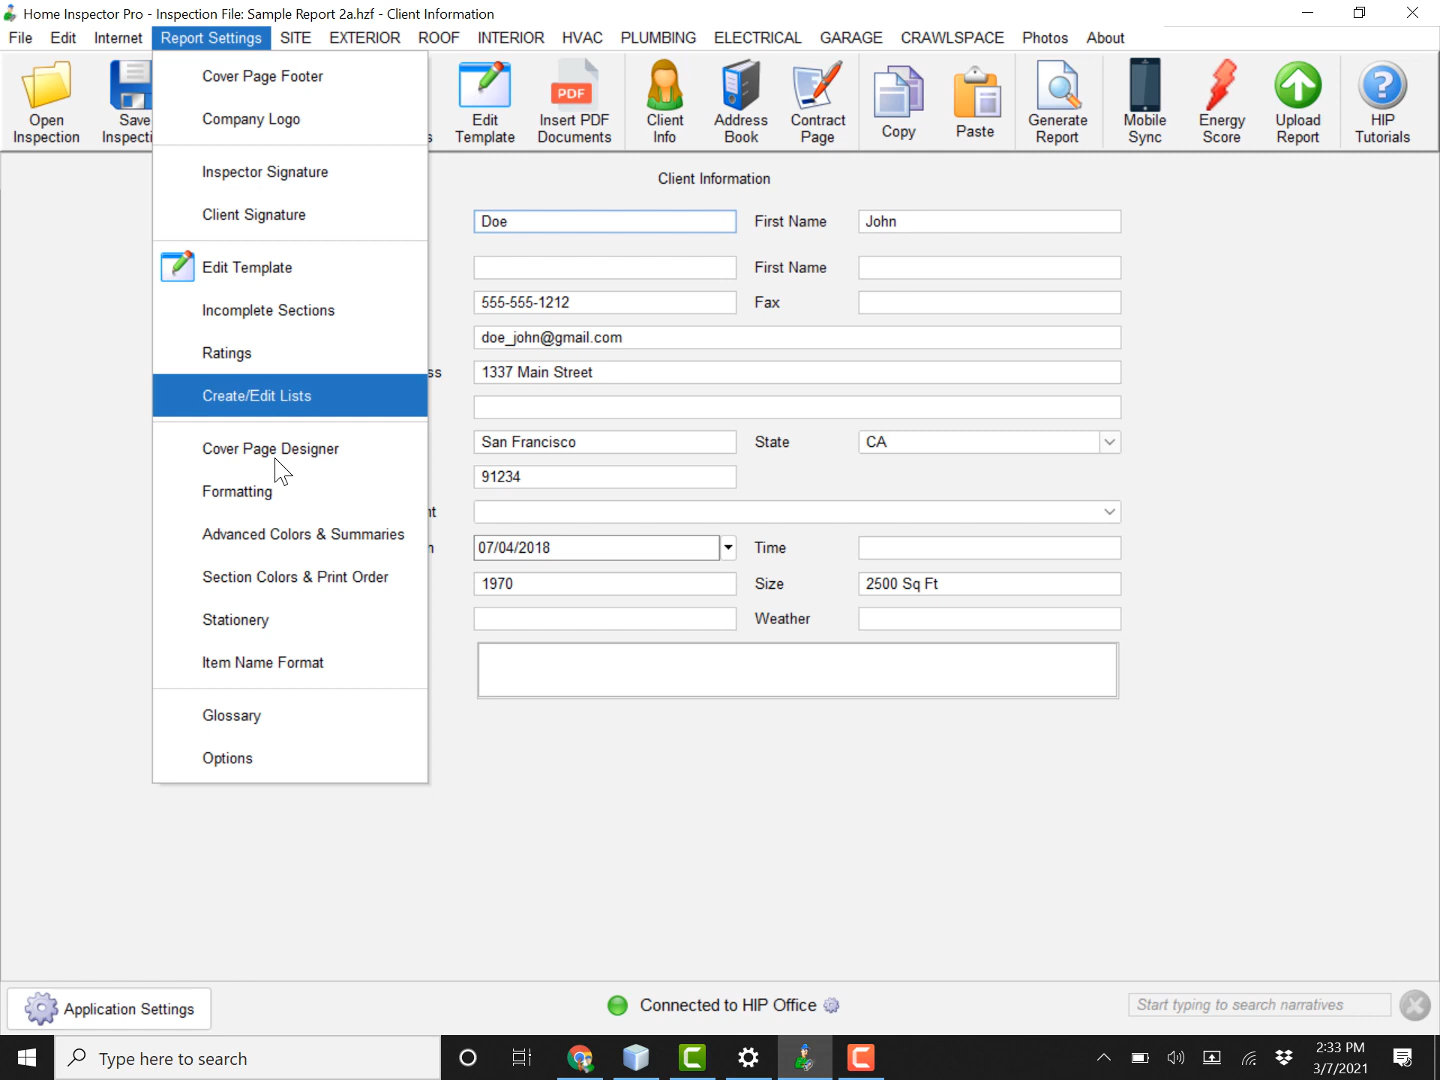 Home Inspector Pro - Inspection File: Sample Report 2a.hzf - Client Information
File Edit Internet Report Settings SITE EXTERIOR ROOF INTERIOR HVAC PLUMBING ELECTRICAL GARAGE CRAWLSPACE Photos About
Open Inspection
Save Inspecti
Edit Template
PDF
Insert PDF Documents
Client Info
Address Book
Contract Page
Copy
Paste
Generate Report
Mobile Sync
Energy Score
Upload Report
HIP Tutorials
Cover Page Footer
Company Logo
Inspector Signature
Client Signature
Edit Template
Incomplete Sections
Ratings
Create/Edit Lists
Cover Page Designer
Formatting
Advanced Colors & Summaries
Section Colors & Print Order
Stationery
Item Name Format
Glossary
Options
Client Information
Doe First Name John
First Name
555-555-1212 Fax
doe_john@gmail.com
ss 1337 Main Street
San Francisco State CA
91234
nt
07/04/2018 Time
1970 Size 2500 Sq Ft
Weather
Application Settings
Connected to HIP Office
Start typing to search narratives
Type here to search
2:33 PM
3/7/2021